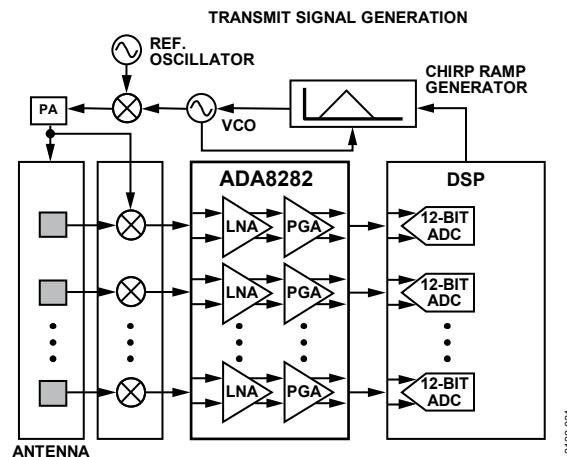 TRANSMIT SIGNAL GENERATION
REF.
OSCILLATOR
CHIRP RAMP
GENERATOR
PA
VCO
ADA8282
DSP
LNA
PGA
12-BIT
ADC
LNA
PGA
12-BIT
ADC
LNA
PGA
12-BIT
ADC
ANTENNA